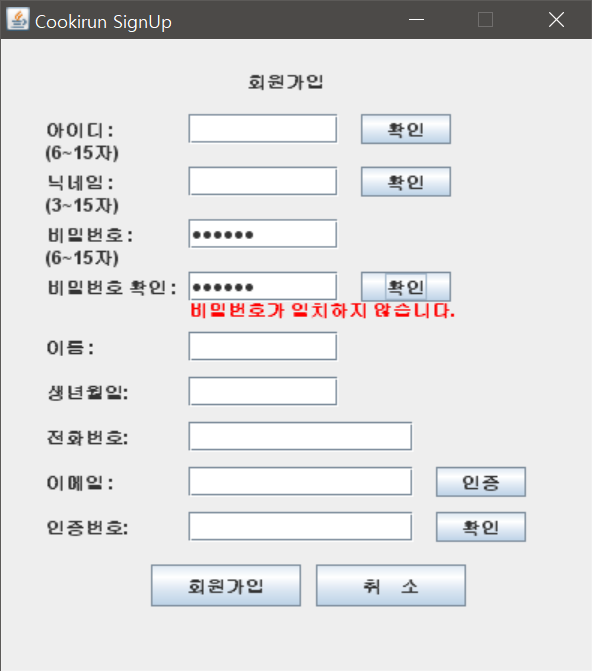 Cookirun SignUp
회원가입
아이디 : 확인
(6~15자)
닉네임 : 확인
(3~15자)
비밀번호 : ●●●●●●
(6~15자)
비밀번호 확인 : ●●●●●● 확인
비밀번호가 일치하지 않습니다.
이름 :
생년월일:
전화번호:
이메일 : 인증
인증번호: 확인
회원가입 취 소